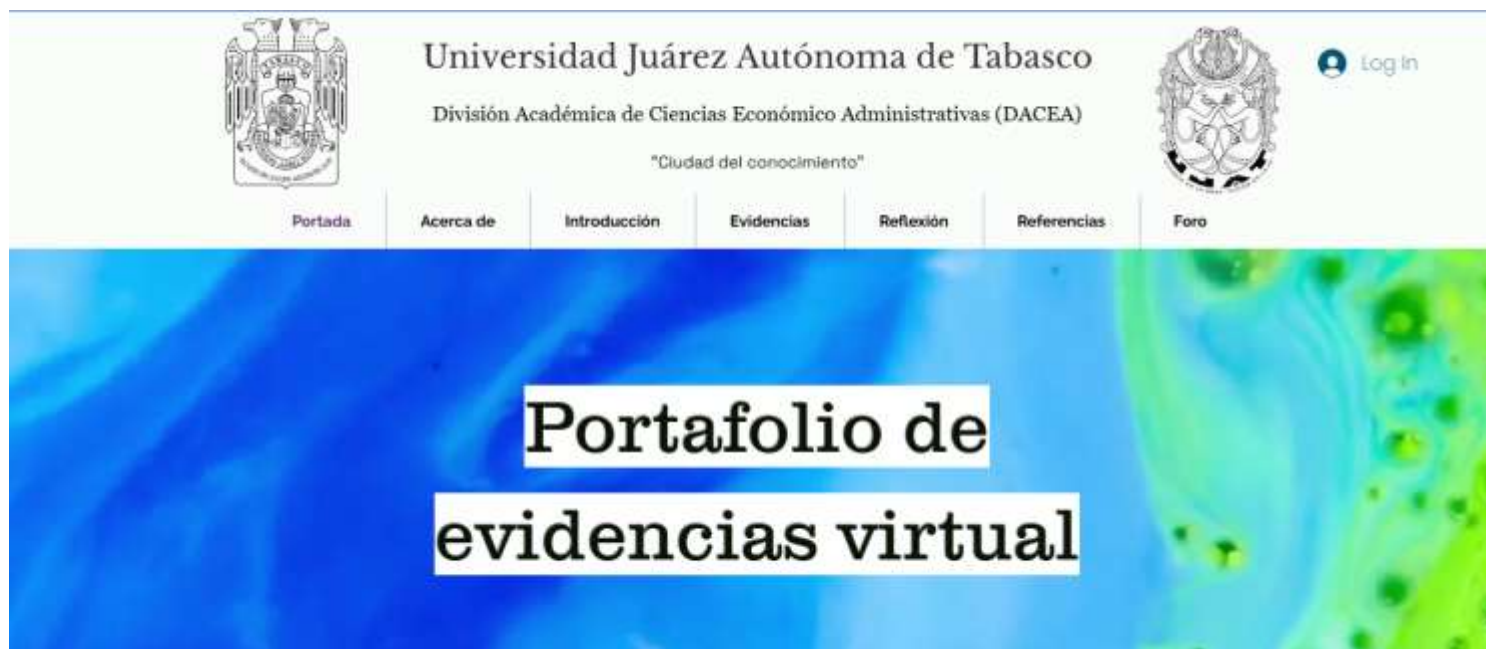 Universidad Juárez Autónoma de Tabasco
Log In
División Académica de Ciencias Económico Administrativas (DACEA)
"Ciudad del conocimiento"
Portada Acerca de Introducción Evidencias Reflexión Referencias Foro
Portafolio de
evidencias virtual